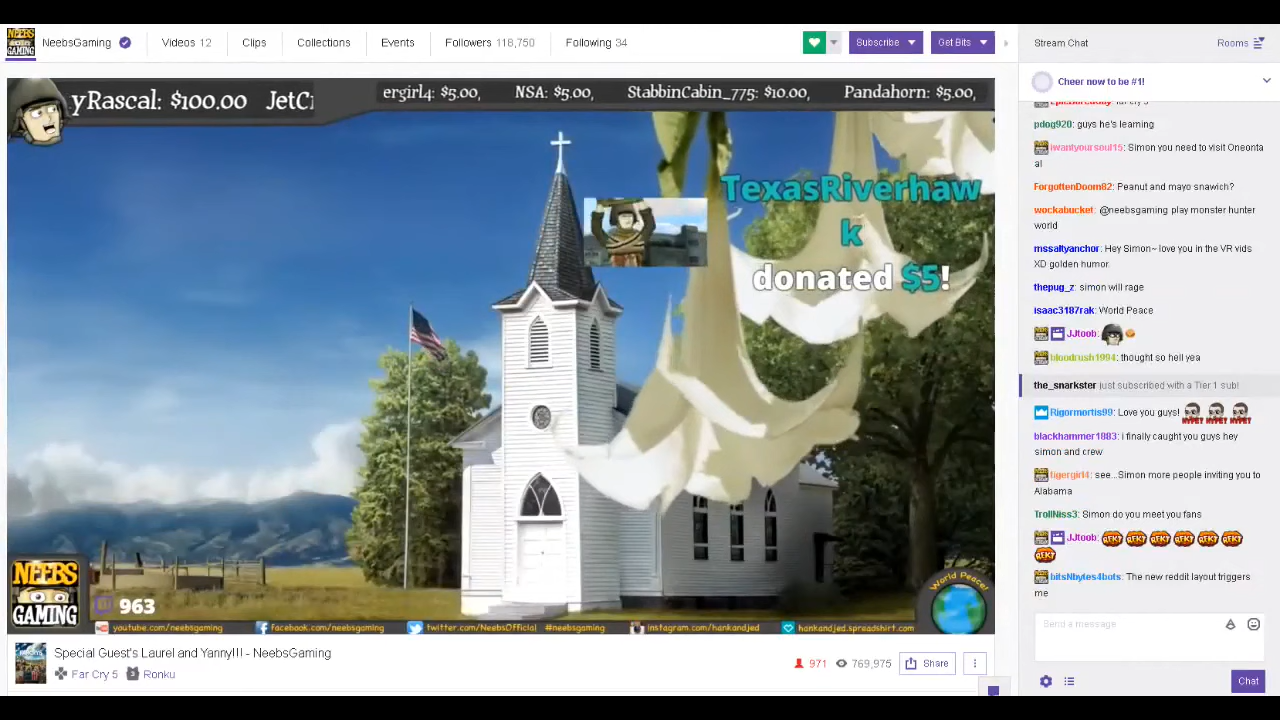 NEEBS GAMING
NeebsGaming
Videos 12
Clips
Collections
Events
Followers 118,750
Following 34
Subscribe
Get Bits
Stream Chat
Rooms
Cheer now to be #1!
yRascal: $100.00 JetC
ergirl4: $5.00, NSA: $5.00, StabbinCabin_775: $10.00, Pandahorn: $5.00,
TexasRiverhaw
k
donated $5!
NEEBS
GAMING
963
World Peace!
youtube.com/neebsgaming
facebook.com/neebsgaming
twitter.com/NeebsOfficial #neebsgaming
instagram.com/hankandjed
hankandjed.spreadshirt.com
Special Guest's Laurel and Yanny!!! - NeebsGaming
Far Cry 5
Ronku
971
769,975
Share
pdog920: guys he's learning
iwantyoursoul15: Simon you need to visit Oneonta
al
ForgottenDoom82: Peanut and mayo snawich?
wockabucket: @neebsgaming play monster hunter
world
mssaltyanchor: Hey Simon~ love you in the VR vids
XD golden humor.
thepug_z: simon will rage
isaac3187rak: World Peace
JJtoob:
bloodrush1994: thought so hell yea
the_snarkster just subscribed with a
Rigormortis99: Love you guys!
blackhammer1883: i finally caught you
simon and crew
tigergirl4: see...Simon more people inviting you to
Alabama
TrollNiss3: Simon do you meet you fans
JJtoob:
bitsNbytes4bots: The new reddit layout triggers
me
Send a message
Chat